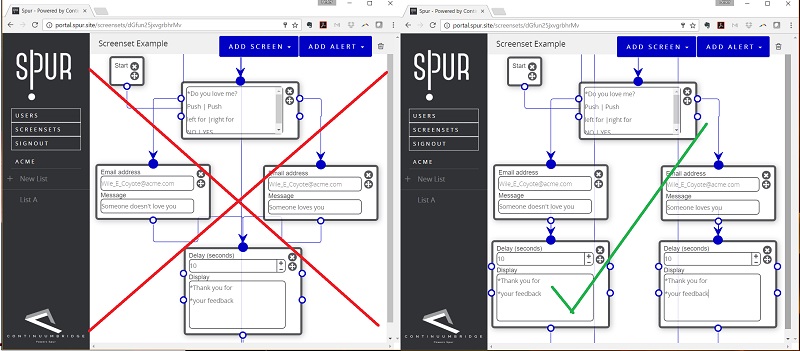 Spur - Powered by Contin
portal.spur.site/screensets/dGfun25jxvgrbhrMv
SPUR
USERS
SCREENSETS
SIGNOUT
ACME
+ New List
List A
CONTINUUMBRIDGE
Screenset Example
ADD SCREEN
ADD ALERT
Start
*Do you love me?
Push | Push
left for |right for
NO | YES
Email address
Wile_E_Coyote@acme.com
Message
Someone doesn't love you
Email address
Wile_E_Coyote@acme.com
Message
Someone loves you
Delay (seconds)
10
Display
*Thank you for
*your feedback
Spur - Powered by Contin
portal.spur.site/screensets/dGfun25jxvgrbhrMv
SPUR
USERS
SCREENSETS
SIGNOUT
ACME
+ New List
List A
CONTINUUMBRIDGE
Screenset Example
ADD SCREEN
ADD ALERT
Start
*Do you love me?
Push | Push
left for |right for
NO | YES
Email address
Wile_E_Coyote@acme.com
Message
Someone doesn't love you
Email address
Wile_E_Coyote@acme.com
Message
Someone loves you
Delay (seconds)
10
Display
*Thank you for
*your feedback
Delay (seconds)
10
Display
*Thank you for
*your feedback